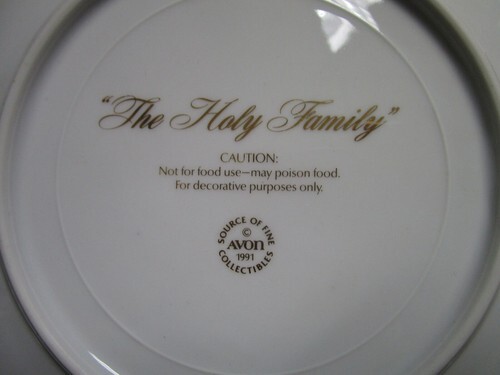 "The Holy Family"
CAUTION:
Not for food use—may poison food.
For decorative purposes only.
SOURCE OF FINE
©
AVON
1991
COLLECTIBLES